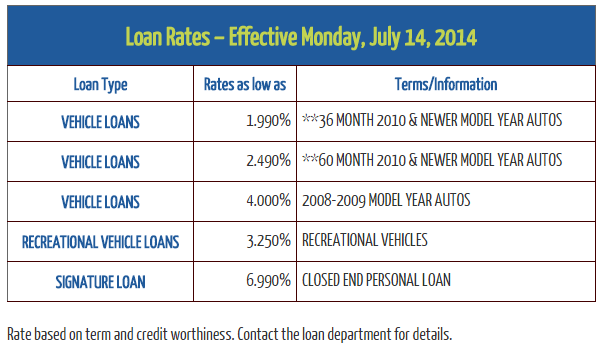 Loan Rates – Effective Monday, July 14, 2014
Loan Type Rates as low as Terms/Information
VEHICLE LOANS 1.990% **36 MONTH 2010 & NEWER MODEL YEAR AUTOS
VEHICLE LOANS 2.490% **60 MONTH 2010 & NEWER MODEL YEAR AUTOS
VEHICLE LOANS 4.000% 2008-2009 MODEL YEAR AUTOS
RECREATIONAL VEHICLE LOANS 3.250% RECREATIONAL VEHICLES
SIGNATURE LOAN 6.990% CLOSED END PERSONAL LOAN
Rate based on term and credit worthiness. Contact the loan department for details.